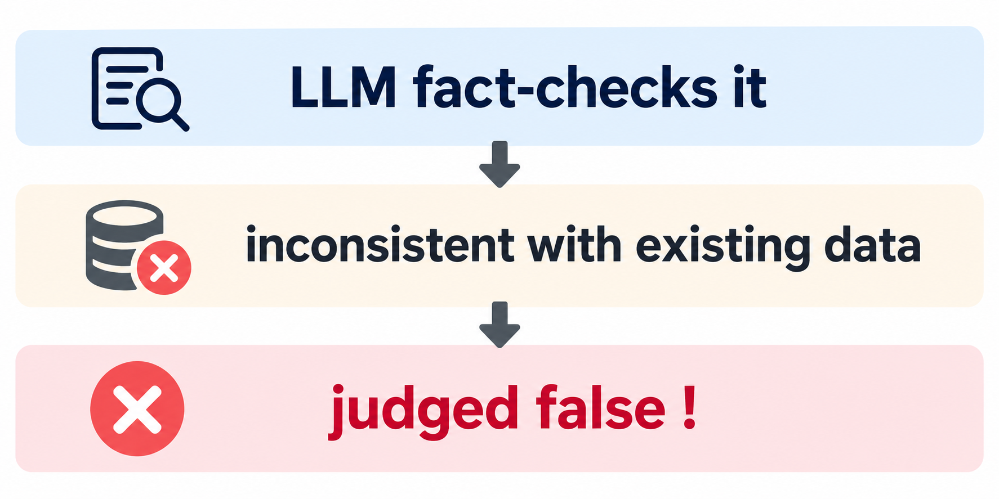 LLM fact-checks it
inconsistent with existing data
judged false !